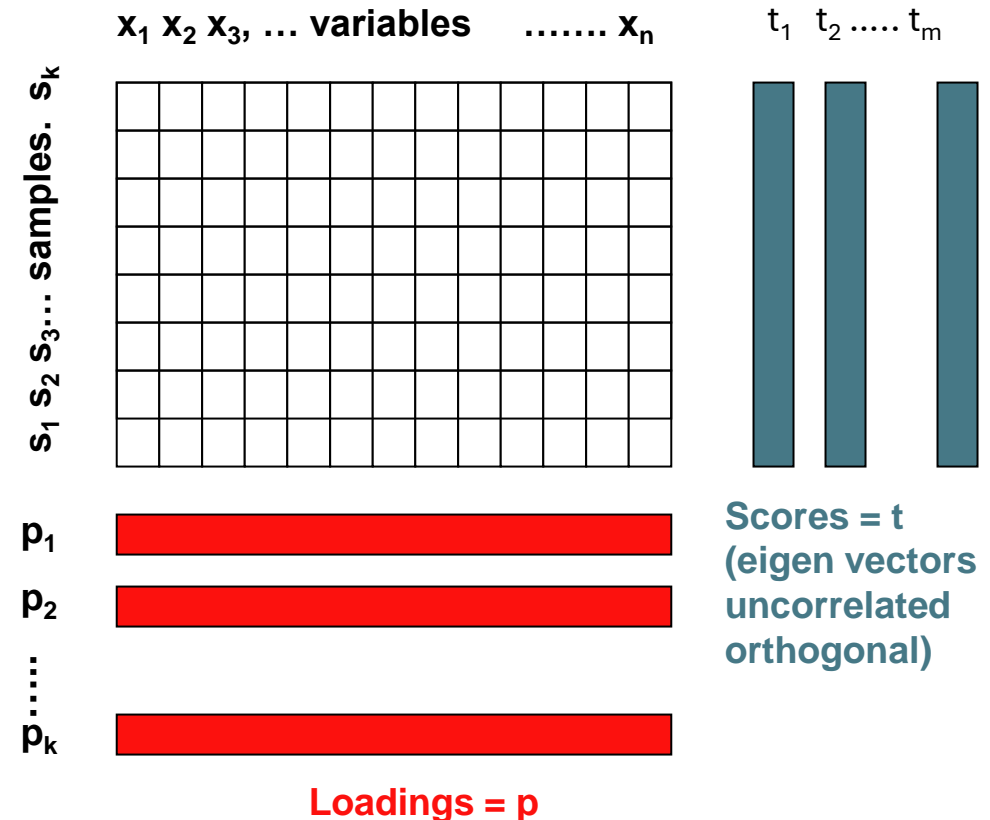 x₁ x₂ x₃, ... variables ....... xₙ
t₁ t₂ ..... tₘ
s₁ s₂ s₃... samples. sₖ
p₁
p₂
......
pₖ
Scores = t
(eigen vectors
uncorrelated
orthogonal)
Loadings = p